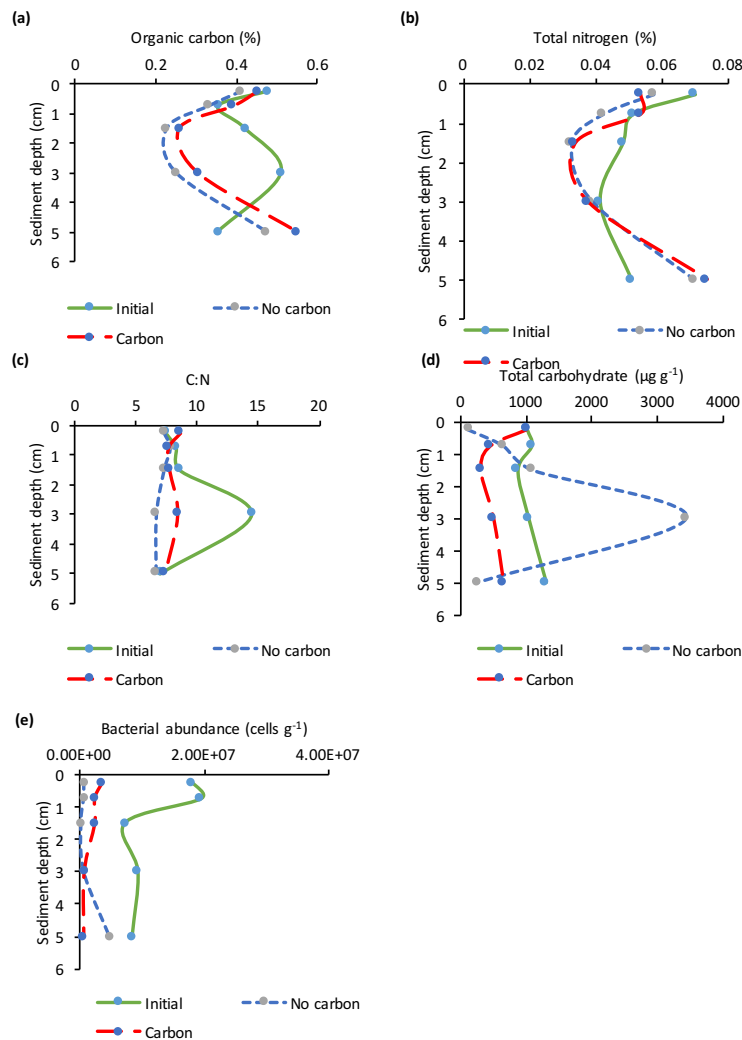 (a)
Organic carbon (%)
0 0.2 0.4 0.6
0
1
2
3
4
5
6
Sediment depth (cm)
Initial No carbon
Carbon
(b)
Total nitrogen (%)
0 0.02 0.04 0.06 0.08
0
1
2
3
4
5
6
Sediment depth (cm)
Initial No carbon
Carbon
(c)
C:N
0 5 10 15 20
0
1
2
3
4
5
6
Sediment depth (cm)
Initial No carbon
Carbon
(d)
Total carbohydrate (µg g⁻¹)
0 1000 2000 3000 4000
0
1
2
3
4
5
6
Sediment depth (cm)
Initial No carbon
Carbon
(e)
Bacterial abundance (cells g⁻¹)
0.00E+00 2.00E+07 4.00E+07
0
1
2
3
4
5
6
Sediment depth (cm)
Initial No carbon
Carbon